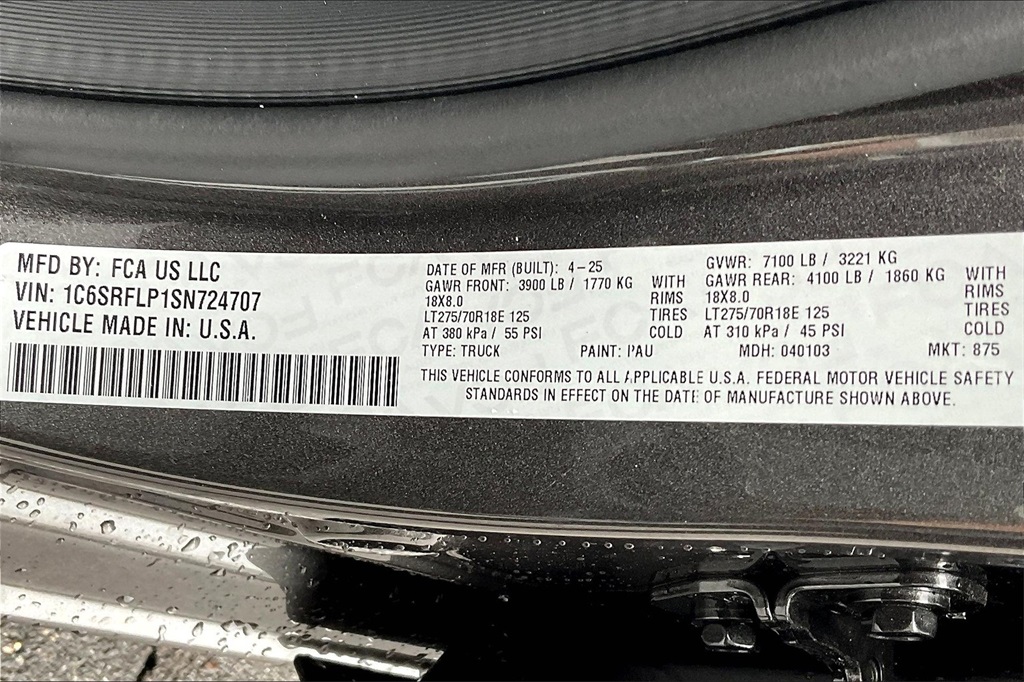 MFD BY: FCA US LLC
VIN: 1C6SRFLP1SN724707
VEHICLE MADE IN: U.S.A.
DATE OF MFR (BUILT): 4-25
GAWR FRONT: 3900 LB / 1770 KG WITH
18X8.0 RIMS
LT275/70R18E 125 TIRES
AT 380 kPa / 55 PSI COLD
GVWR: 7100 LB / 3221 KG
GAWR REAR: 4100 LB / 1860 KG WITH
18X8.0 RIMS
LT275/70R18E 125 TIRES
AT 310 kPa / 45 PSI COLD
TYPE: TRUCK PAINT: PAU MDH: 040103 MKT: 875
THIS VEHICLE CONFORMS TO ALL APPLICABLE U.S.A. FEDERAL MOTOR VEHICLE SAFETY
STANDARDS IN EFFECT ON THE DATE OF MANUFACTURE SHOWN ABOVE.